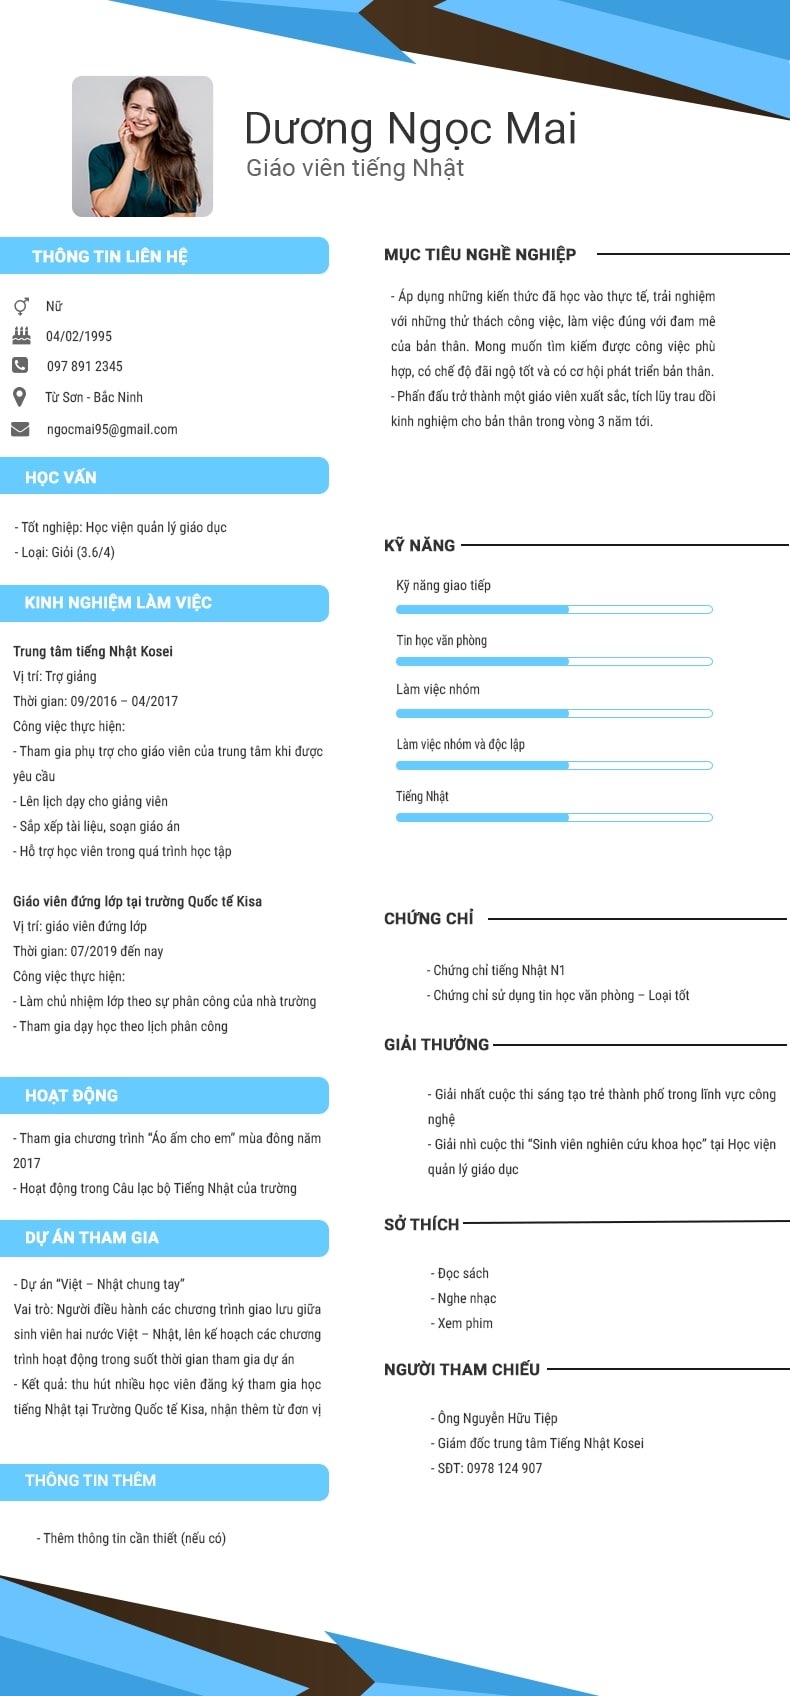 Dương Ngọc Mai
Giáo viên tiếng Nhật
THÔNG TIN LIÊN HỆ
Nữ
04/02/1995
097 891 2345
Từ Sơn - Bắc Ninh
ngocmai95@gmail.com
HỌC VẤN
- Tốt nghiệp: Học viện quản lý giáo dục
- Loại: Giỏi (3.6/4)
KINH NGHIỆM LÀM VIỆC
Trung tâm tiếng Nhật Kosei
Vị trí: Trợ giảng
Thời gian: 09/2016 – 04/2017
Công việc thực hiện:
- Tham gia phụ trợ cho giáo viên của trung tâm khi được
yêu cầu
- Lên lịch dạy cho giảng viên
- Sắp xếp tài liệu, soạn giáo án
- Hỗ trợ học viên trong quá trình học tập
Giáo viên đứng lớp tại trường Quốc tế Kisa
Vị trí: giáo viên đứng lớp
Thời gian: 07/2019 đến nay
Công việc thực hiện:
- Làm chủ nhiệm lớp theo sự phân công của nhà trường
- Tham gia dạy học theo lịch phân công
HOẠT ĐỘNG
- Tham gia chương trình “Áo ấm cho em” mùa đông năm
2017
- Hoạt động trong Câu lạc bộ Tiếng Nhật của trường
DỰ ÁN THAM GIA
- Dự án “Việt – Nhật chung tay”
Vai trò: Người điều hành các chương trình giao lưu giữa
sinh viên hai nước Việt – Nhật, lên kế hoạch các chương
trình hoạt động trong suốt thời gian tham gia dự án
- Kết quả: thu hút nhiều học viên đăng ký tham gia học
tiếng Nhật tại Trường Quốc tế Kisa, nhận thêm từ đơn vị
THÔNG TIN THÊM
- Thêm thông tin cần thiết (nếu có)
MỤC TIÊU NGHỀ NGHIỆP
- Áp dụng những kiến thức đã học vào thực tế, trải nghiệm
với những thử thách công việc, làm việc đúng với đam mê
của bản thân. Mong muốn tìm kiếm được công việc phù
hợp, có chế độ đãi ngộ tốt và có cơ hội phát triển bản thân.
- Phấn đấu trở thành một giáo viên xuất sắc, tích lũy trau dồi
kinh nghiệm cho bản thân trong vòng 3 năm tới.
KỸ NĂNG
Kỹ năng giao tiếp
Tin học văn phòng
Làm việc nhóm
Làm việc nhóm và độc lập
Tiếng Nhật
CHỨNG CHỈ
- Chứng chỉ tiếng Nhật N1
- Chứng chỉ sử dụng tin học văn phòng – Loại tốt
GIẢI THƯỞNG
- Giải nhất cuộc thi sáng tạo trẻ thành phố trong lĩnh vực công
nghệ
- Giải nhì cuộc thi “Sinh viên nghiên cứu khoa học” tại Học viện
quản lý giáo dục
SỞ THÍCH
- Đọc sách
- Nghe nhạc
- Xem phim
NGƯỜI THAM CHIẾU
- Ông Nguyễn Hữu Tiệp
- Giám đốc trung tâm Tiếng Nhật Kosei
- SĐT: 0978 124 907